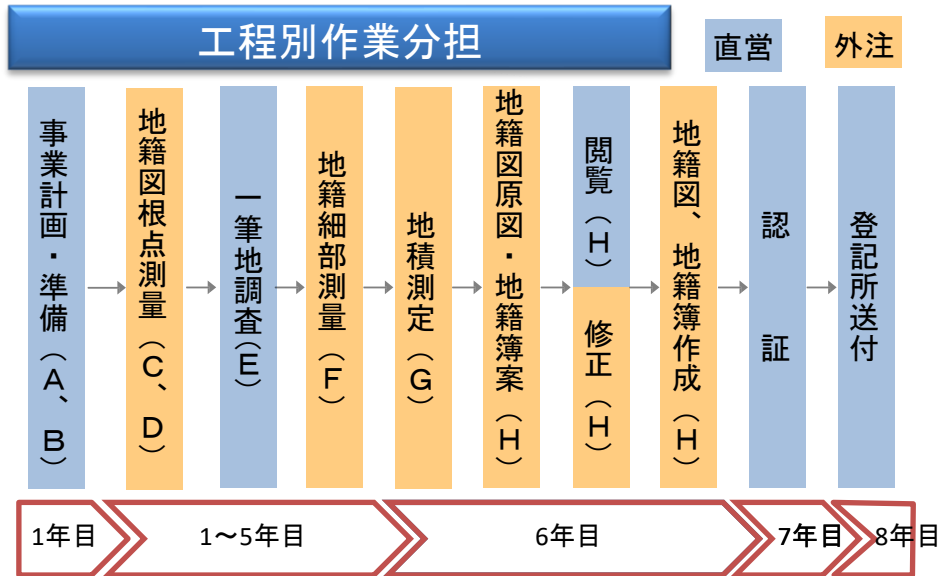 工程別作業分担
直営
外注
事業計画・準備(A、B)
地籍図根点測量(C、D)
一筆地調査(E)
地籍細部測量(F)
地積測定(G)
地籍図原図・地籍簿案(H)
閲覧(H)
修正(H)
地籍図、地籍簿作成(H)
認証
登記所送付
1年目
1～5年目
6年目
7年目
8年目